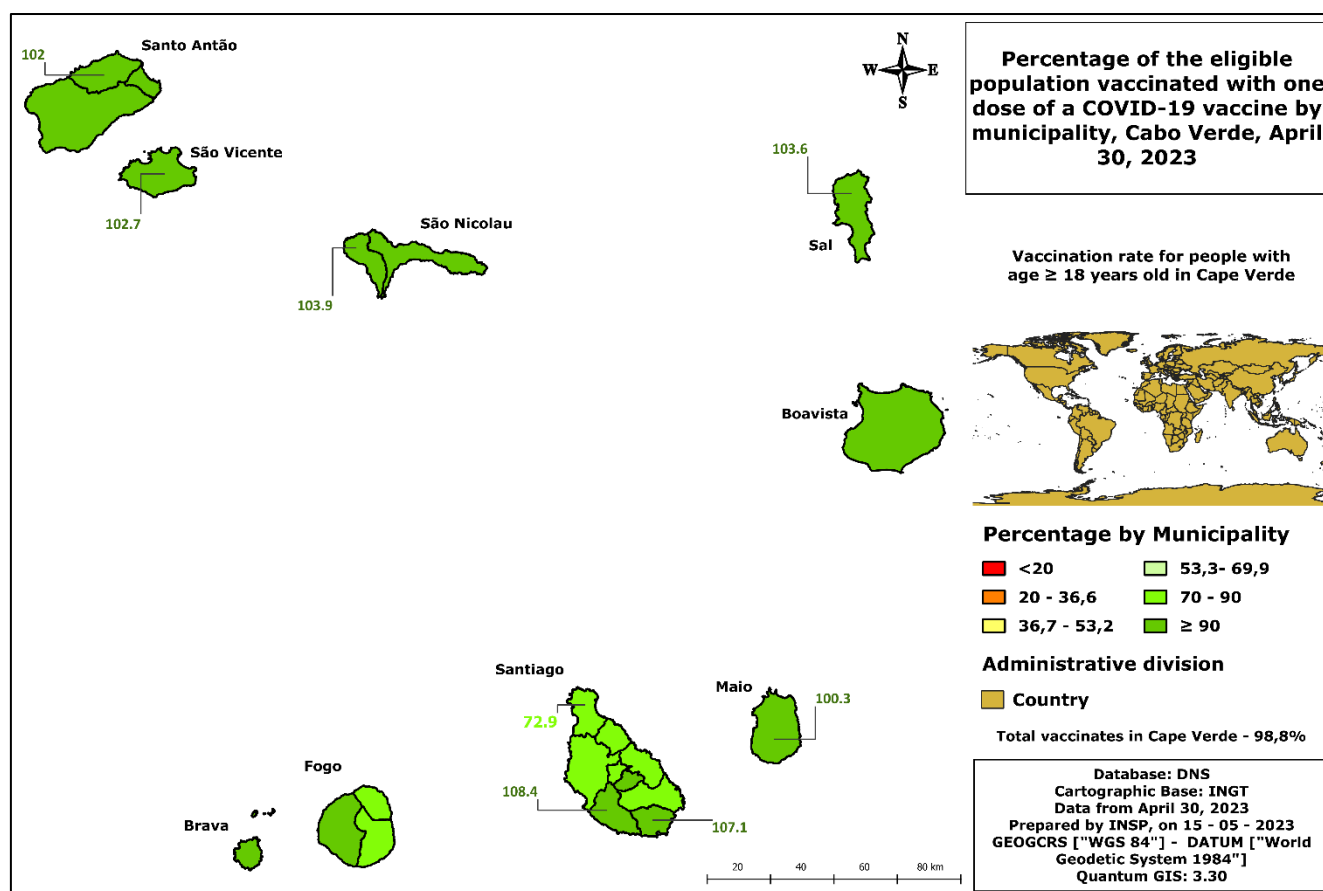 Percentage of the eligible
population vaccinated with one
dose of a COVID-19 vaccine by
municipality, Cabo Verde, April
30, 2023
N
W E
S
Santo Antão
102
São Vicente
102.7
São Nicolau
103.9
103.6
Sal
Boavista
Santiago
72.9
108.4
107.1
Maio
100.3
Fogo
Brava
20 40 60 80 km
Vaccination rate for people with
age ≥ 18 years old in Cape Verde
Percentage by Municipality
<20
20 - 36,6
36,7 - 53,2
53,3- 69,9
70 - 90
≥ 90
Administrative division
Country
Total vaccinates in Cape Verde - 98,8%
Database: DNS
Cartographic Base: INGT
Data from April 30, 2023
Prepared by INSP, on 15 - 05 - 2023
GEOGCRS ["WGS 84"] - DATUM ["World
Geodetic System 1984"]
Quantum GIS: 3.30